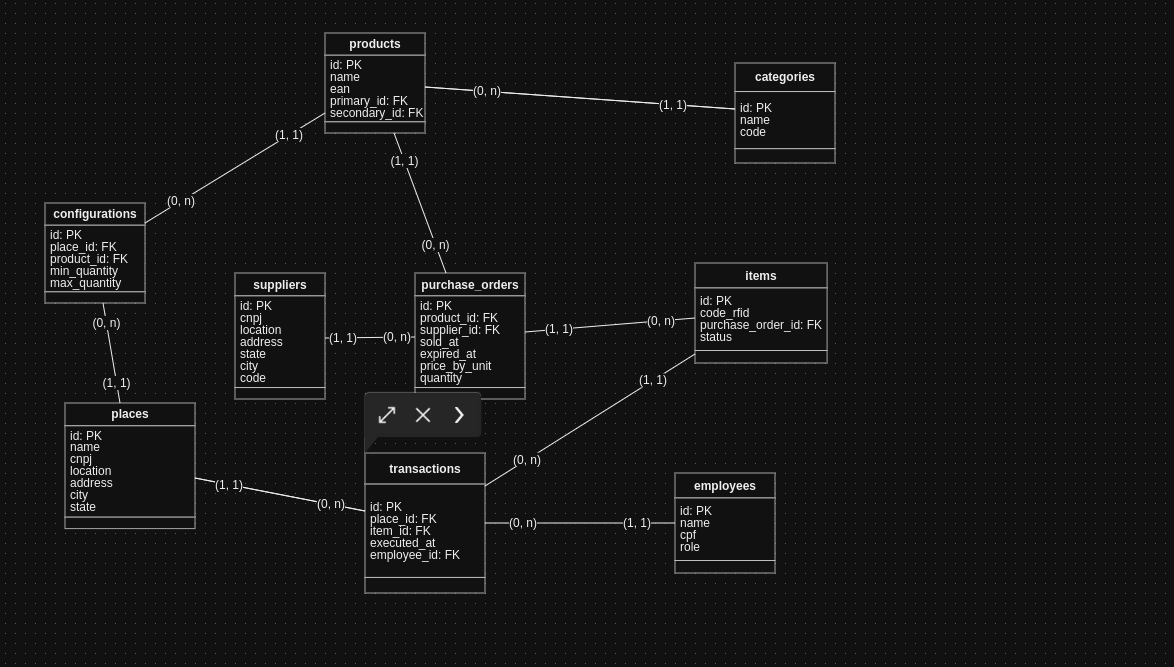 products
id: PK
name
ean
primary_id: FK
secondary_id: FK
(0, n)
(1, 1)
categories
id: PK
name
code
(1, 1)
(0, n)
(1, 1)
(0, n)
configurations
id: PK
place_id: FK
product_id: FK
min_quantity
max_quantity
suppliers
id: PK
cnpj
location
address
state
city
code
(1, 1)
(0, n)
purchase_orders
id: PK
product_id: FK
supplier_id: FK
sold_at
expired_at
price_by_unit
quantity
(1, 1)
(0, n)
items
id: PK
code_rfid
purchase_order_id: FK
status
(0, n)
(1, 1)
(1, 1)
(0, n)
places
id: PK
name
cnpj
location
address
city
state
(1, 1)
(0, n)
transactions
id: PK
place_id: FK
item_id: FK
executed_at
employee_id: FK
(0, n)
(1, 1)
employees
id: PK
name
cpf
role